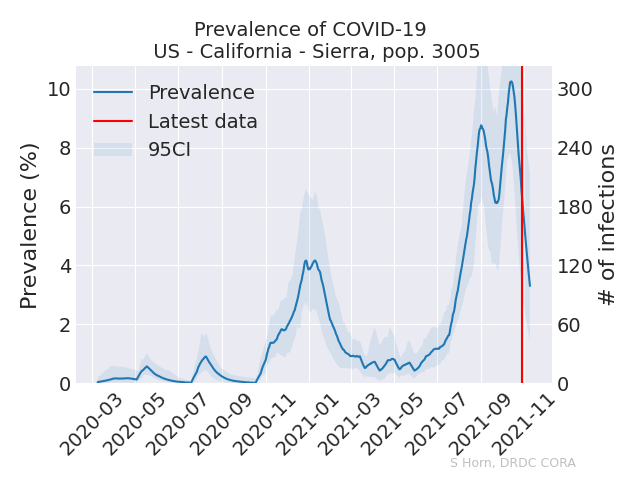 Prevalence of COVID-19
US - California - Sierra, pop. 3005
Prevalence
Latest data
95CI
Prevalence (%)
# of infections
10
8
6
4
2
0
300
240
180
120
60
0
2020-03
2020-05
2020-07
2020-09
2020-11
2021-01
2021-03
2021-05
2021-07
2021-09
2021-11
S Horn, DRDC CORA